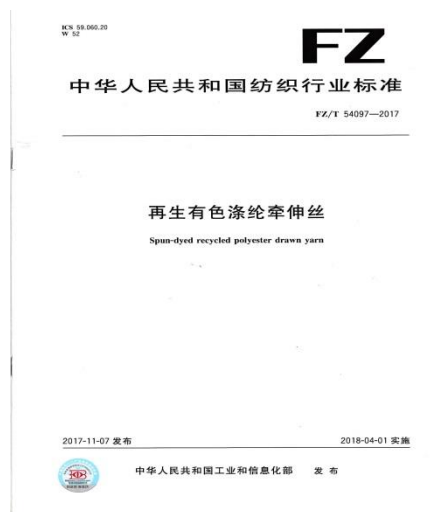 ICS 59.060.20
W 52
FZ
中华人民共和国纺织行业标准
FZ/T 54097—2017
再生有色涤纶牵伸丝
Spun-dyed recycled polyester drawn yarn
2017-11-07 发布
2018-04-01 实施
中华人民共和国工业和信息化部 发布